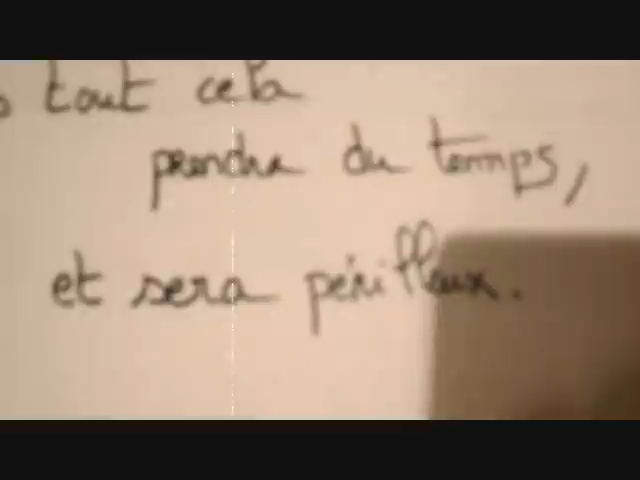 tout cela
prendra du temps,
et sera périlleux.